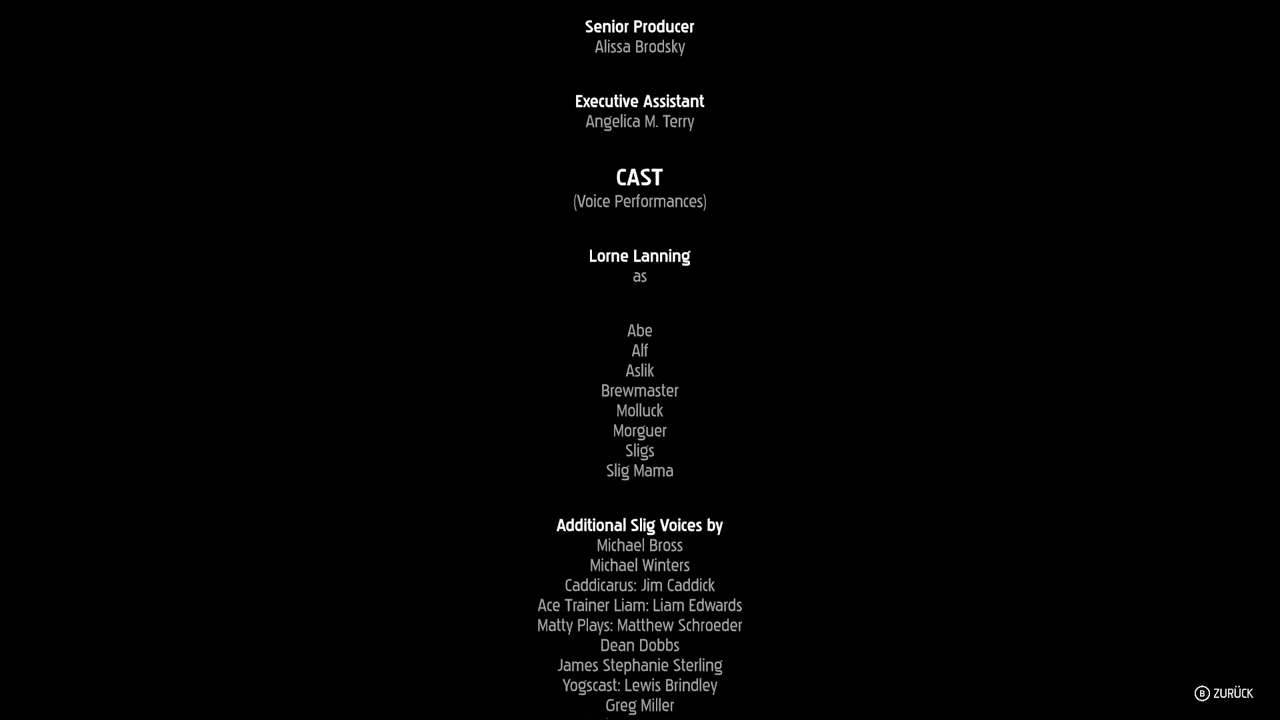 Senior Producer
Alissa Brodsky
Executive Assistant
Angelica M. Terry
CAST
(Voice Performances)
Lorne Lanning
as
Abe
Alf
Aslik
Brewmaster
Molluck
Morguer
Sligs
Slig Mama
Additional Slig Voices by
Michael Bross
Michael Winters
Caddicarus: Jim Caddick
Ace Trainer Liam: Liam Edwards
Matty Plays: Matthew Schroeder
Dean Dobbs
James Stephanie Sterling
Yogscast: Lewis Brindley
Greg Miller
B ZURÜCK